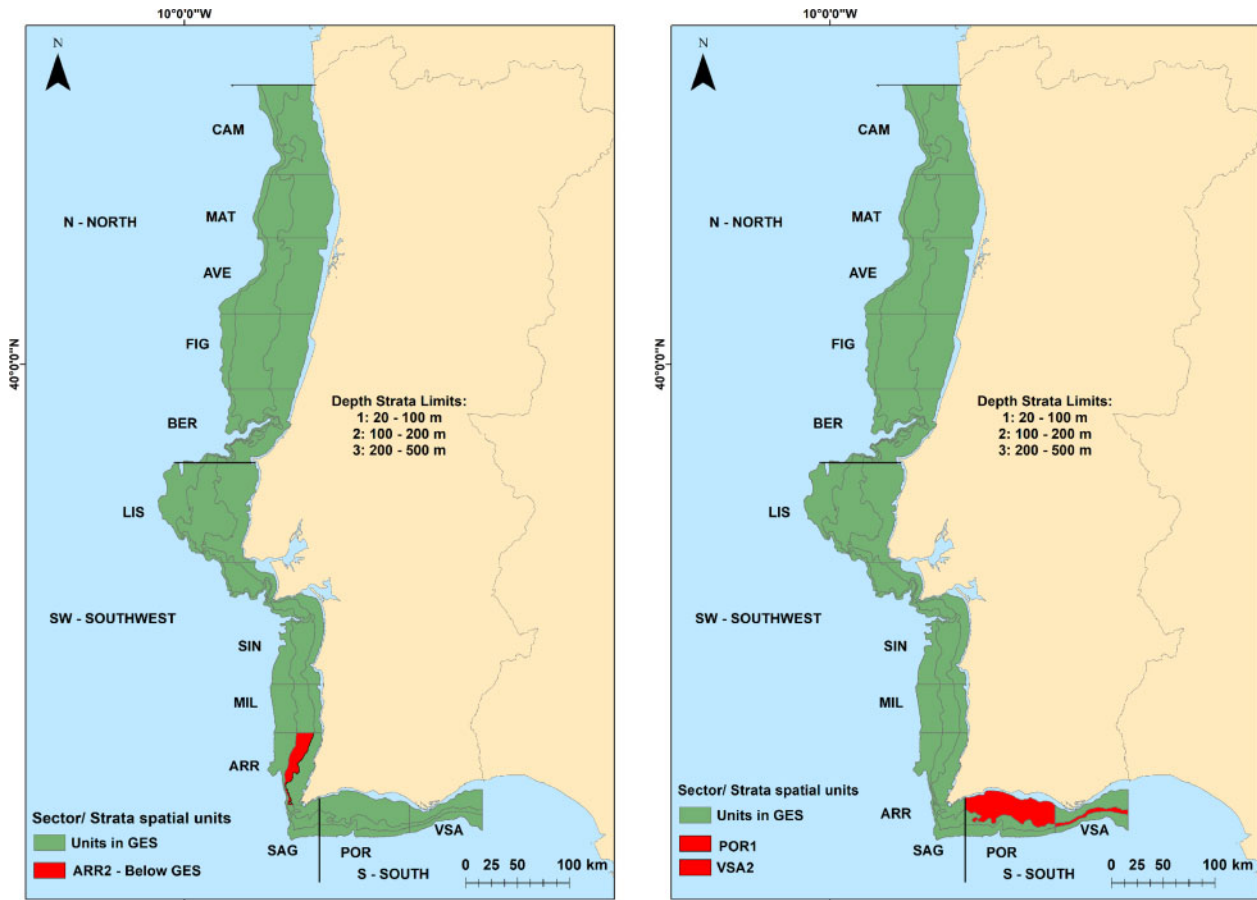 10°0'0"W
N
CAM
N - NORTH
MAT
AVE
FIG
40°0'0"N
Depth Strata Limits:
1: 20 - 100 m
2: 100 - 200 m
3: 200 - 500 m
BER
LIS
SW - SOUTHWEST
SIN
MIL
ARR
Sector/ Strata spatial units
Units in GES
ARR2 - Below GES
VSA
SAG
POR
S - SOUTH
0 25 50 100 km
10°0'0"W
N
CAM
N - NORTH
MAT
AVE
FIG
40°0'0"N
Depth Strata Limits:
1: 20 - 100 m
2: 100 - 200 m
3: 200 - 500 m
BER
LIS
SW - SOUTHWEST
SIN
MIL
Sector/ Strata spatial units
Units in GES
POR1
VSA2
ARR
VSA
SAG
POR
S - SOUTH
0 25 50 100 km